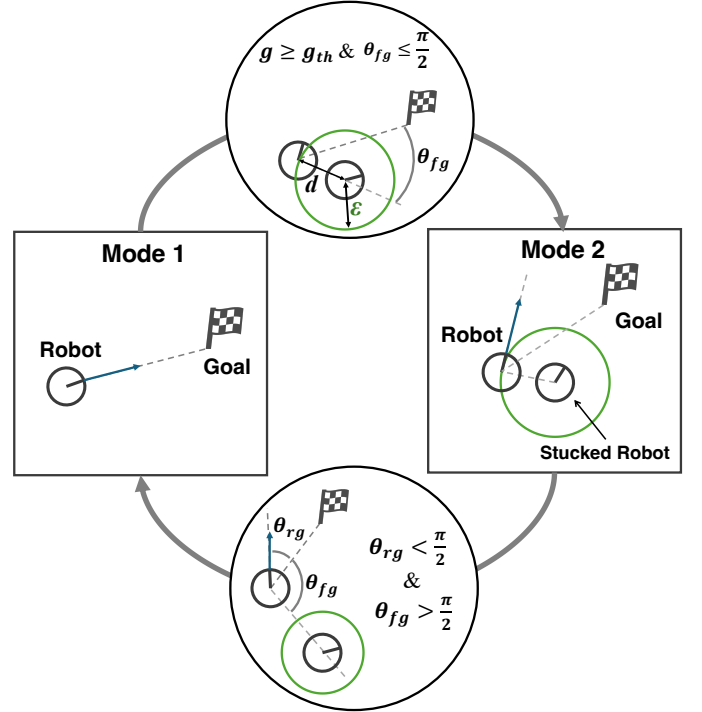 g ≥ g_th & θ_fg ≤ π/2
θ_fg
d
ε
Mode 1
Robot
Goal
Mode 2
Robot
Goal
Stucked Robot
θ_rg
θ_fg
θ_rg < π/2
&
θ_fg > π/2